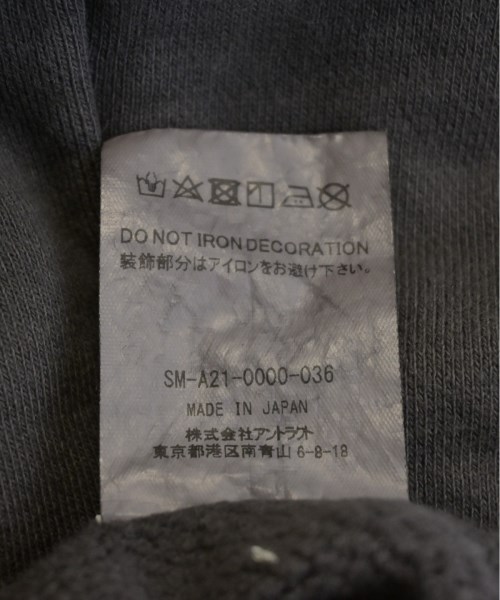 DO NOT IRON DECORATION
装飾部分はアイロンをお避け下さい。
SM-A21-0000-036
MADE IN JAPAN
株式会社アントラクト
東京都港区南青山 6-8-18